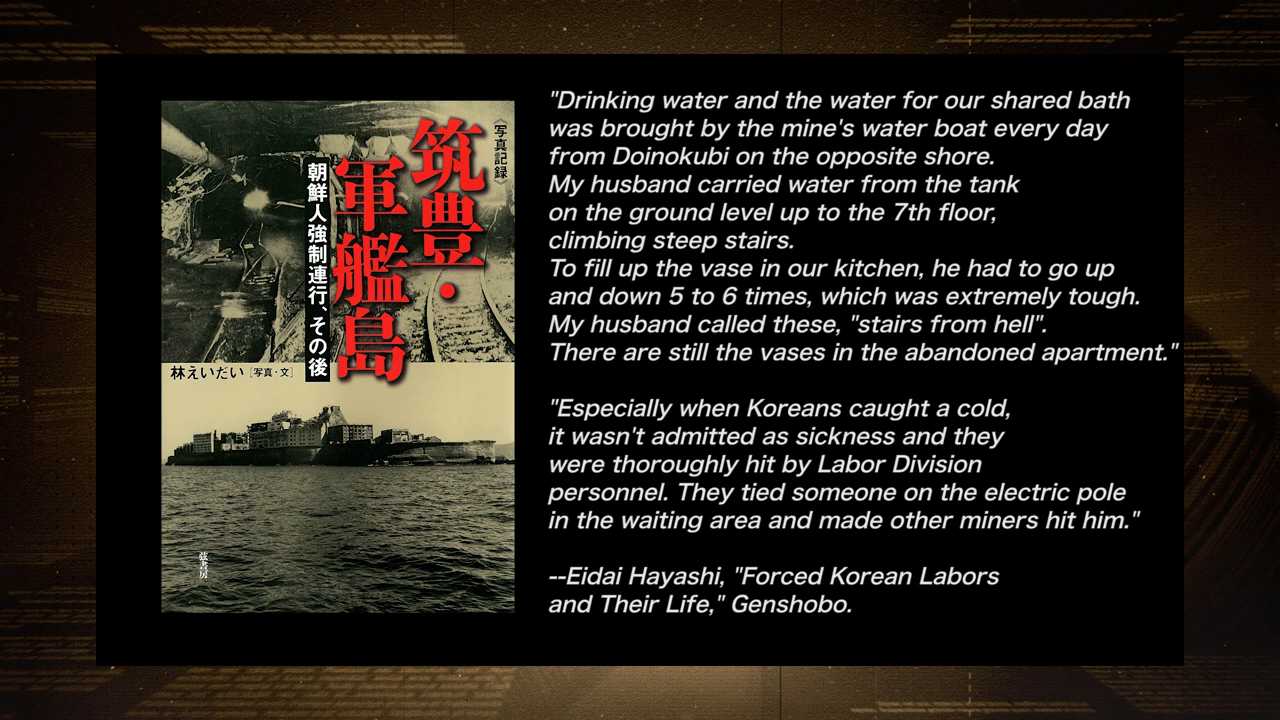 《写真記録》
筑豊・
軍艦島
朝鮮人強制連行、その後
林えいだい［写真・文］
弦書房
"Drinking water and the water for our shared bath
was brought by the mine's water boat every day
from Doinokubi on the opposite shore.
My husband carried water from the tank
on the ground level up to the 7th floor,
climbing steep stairs.
To fill up the vase in our kitchen, he had to go up
and down 5 to 6 times, which was extremely tough.
My husband called these, "stairs from hell".
There are still the vases in the abandoned apartment."
"Especially when Koreans caught a cold,
it wasn't admitted as sickness and they
were thoroughly hit by Labor Division
personnel. They tied someone on the electric pole
in the waiting area and made other miners hit him."
--Eidai Hayashi, "Forced Korean Labors
and Their Life," Genshobo.